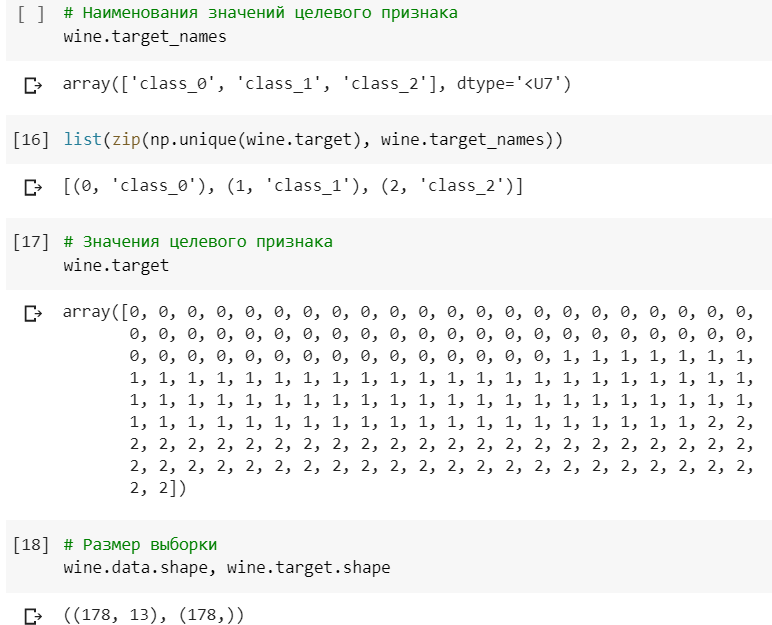 [ ] # Наименования значений целевого признака
wine.target_names
array(['class_0', 'class_1', 'class_2'], dtype='<U7')
[16] list(zip(np.unique(wine.target), wine.target_names))
[(0, 'class_0'), (1, 'class_1'), (2, 'class_2')]
[17] # Значения целевого признака
wine.target
array([0, 0, 0, 0, 0, 0, 0, 0, 0, 0, 0, 0, 0, 0, 0, 0, 0, 0, 0, 0, 0, 0,
0, 0, 0, 0, 0, 0, 0, 0, 0, 0, 0, 0, 0, 0, 0, 0, 0, 0, 0, 0, 0, 0,
0, 0, 0, 0, 0, 0, 0, 0, 0, 0, 0, 0, 0, 0, 0, 1, 1, 1, 1, 1, 1, 1,
1, 1, 1, 1, 1, 1, 1, 1, 1, 1, 1, 1, 1, 1, 1, 1, 1, 1, 1, 1, 1, 1,
1, 1, 1, 1, 1, 1, 1, 1, 1, 1, 1, 1, 1, 1, 1, 1, 1, 1, 1, 1, 1, 1,
1, 1, 1, 1, 1, 1, 1, 1, 1, 1, 1, 1, 1, 1, 1, 1, 1, 1, 1, 1, 2, 2,
2, 2, 2, 2, 2, 2, 2, 2, 2, 2, 2, 2, 2, 2, 2, 2, 2, 2, 2, 2, 2, 2,
2, 2, 2, 2, 2, 2, 2, 2, 2, 2, 2, 2, 2, 2, 2, 2, 2, 2, 2, 2, 2, 2,
2, 2])
[18] # Размер выборки
wine.data.shape, wine.target.shape
((178, 13), (178,))